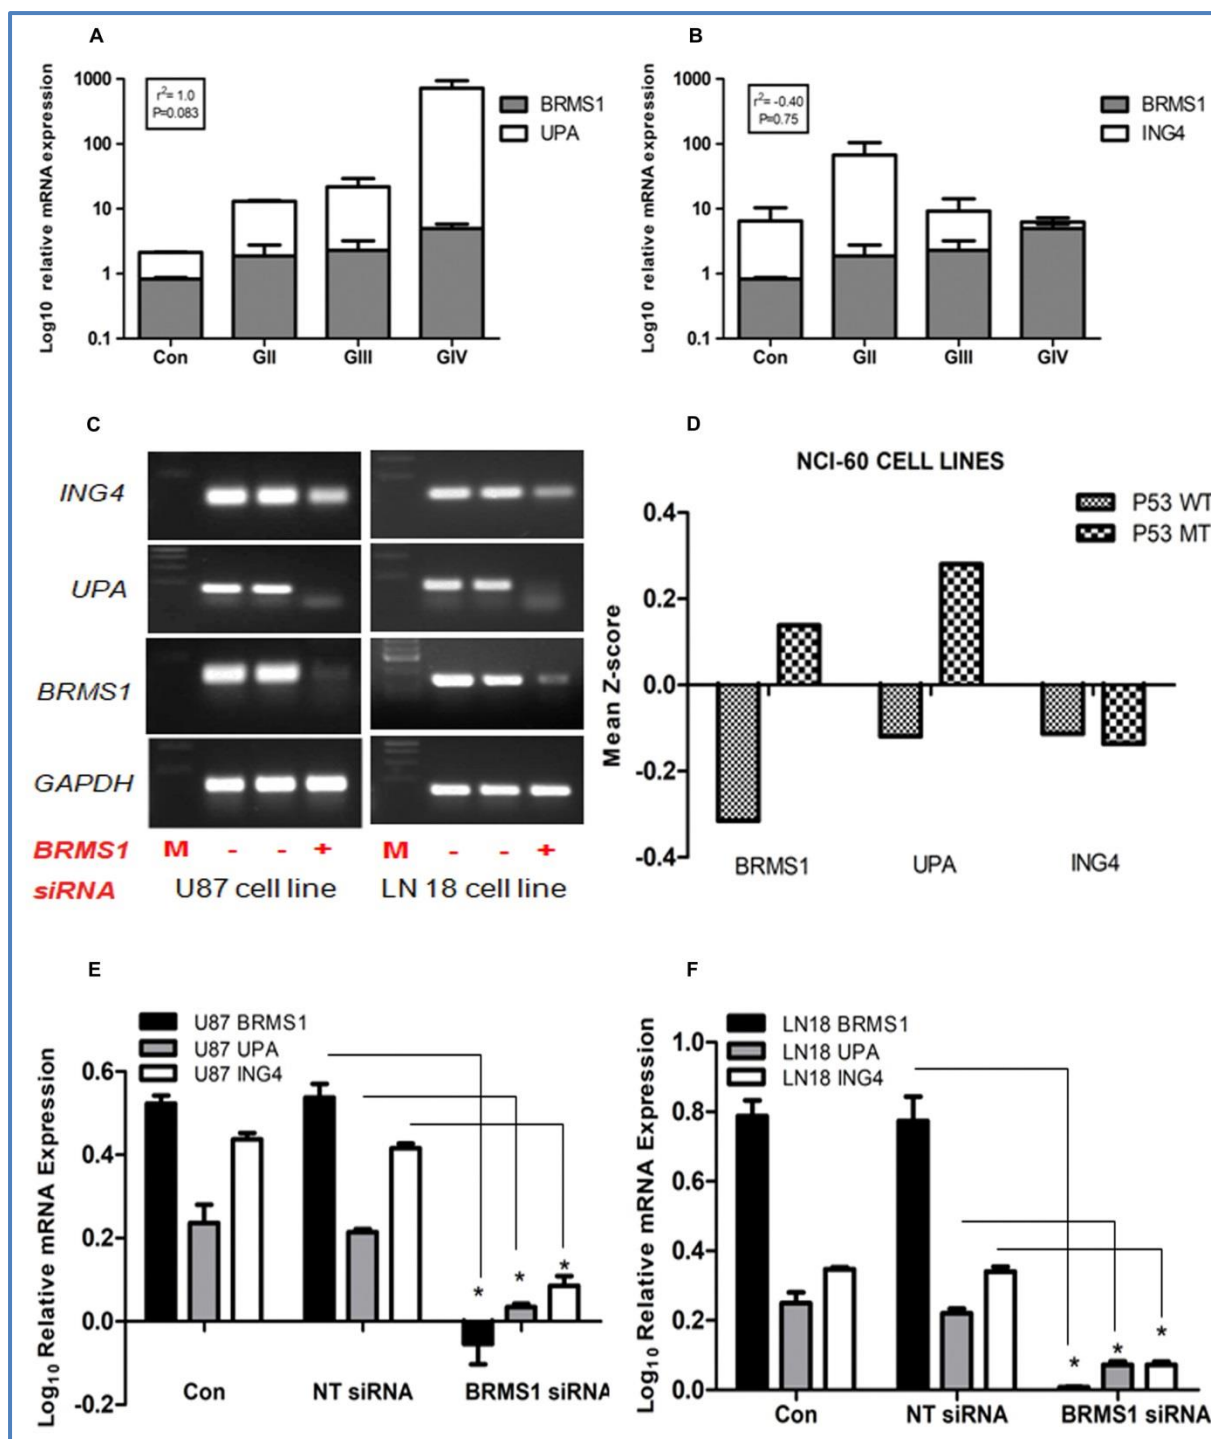 A
Log10 relative mRNA expression
1000
100
10
1
0.1
r²= 1.0
P=0.083
BRMS1
UPA
Con GII GIII GIV
B
Log10 relative mRNA expression
1000
100
10
1
0.1
r²= -0.40
P=0.75
BRMS1
ING4
Con GII GIII GIV
C
ING4
UPA
BRMS1
GAPDH
BRMS1 M - - + M - - +
siRNA U87 cell line LN 18 cell line
D
NCI-60 CELL LINES
P53 WT
P53 MT
Mean Z-score
0.4
0.2
0.0
-0.2
-0.4
BRMS1 UPA ING4
E
U87 BRMS1
U87 UPA
U87 ING4
Log₁₀ Relative mRNA Expression
0.6
0.4
0.2
0.0
-0.2
* * *
Con NT siRNA BRMS1 siRNA
F
LN18 BRMS1
LN18 UPA
LN18 ING4
Log₁₀ Relative mRNA Expression
1.0
0.8
0.6
0.4
0.2
0.0
* * *
Con NT siRNA BRMS1 siRNA